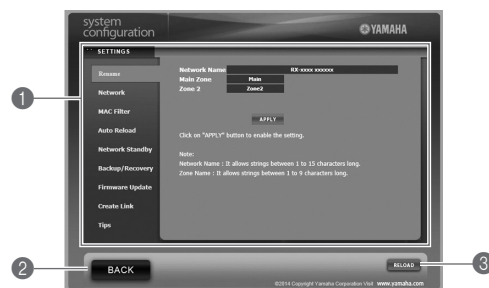 system
configuration
YAMAHA
SETTINGS
Rename
Network
MAC Filter
Auto Reload
Network Standby
Backup/Recovery
Firmware Update
Create Link
Tips
Network Name RX-xxxx xxxxxx
Main Zone Main
Zone 2 Zone2
APPLY
Click on "APPLY" button to enable the setting.
Note:
Network Name : It allows strings between 1 to 15 characters long.
Zone Name : It allows strings between 1 to 9 characters long.
1
2
3
BACK
RELOAD
©2014 Copyright Yamaha Corporation Visit www.yamaha.com